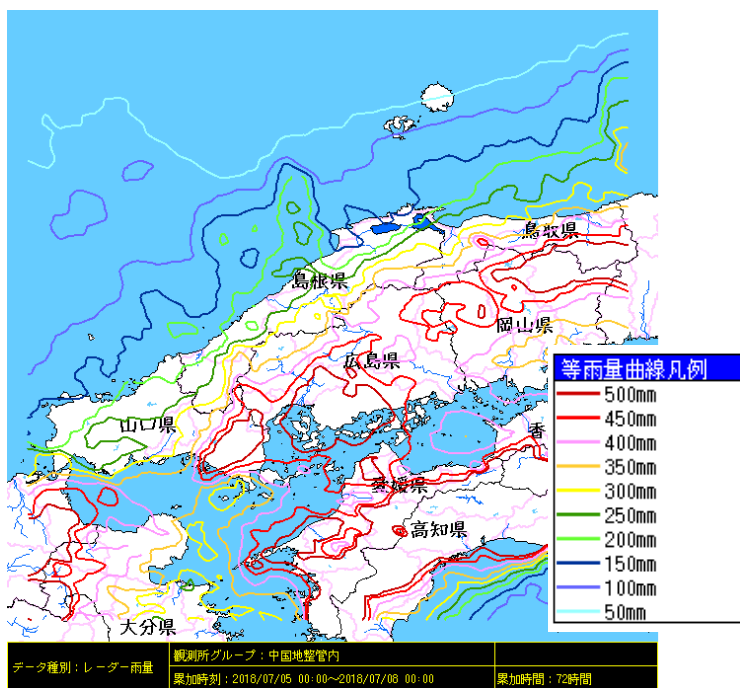 鳥取県
島根県
岡山県
広島県
山口県
香
愛媛県
高知県
大分県
等雨量曲線凡例
500mm
450mm
400mm
350mm
300mm
250mm
200mm
150mm
100mm
50mm
データ種別：レーダー雨量
観測所グループ：中国地整管内
累加時刻：2018/07/05 00:00～2018/07/08 00:00
累加時間：72時間